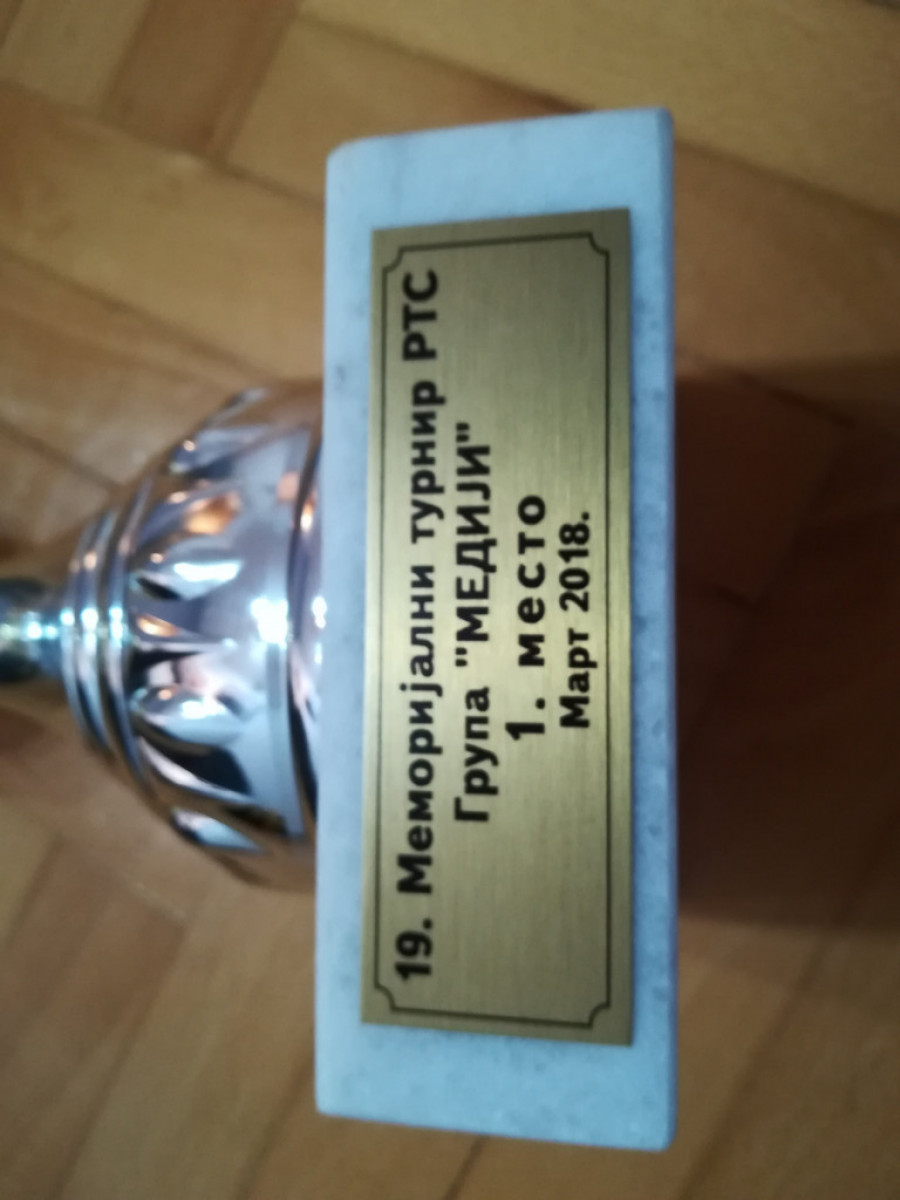 19. Меморијални турнир РТС
Група "МЕДИЈИ"
1. место
Март 2018.